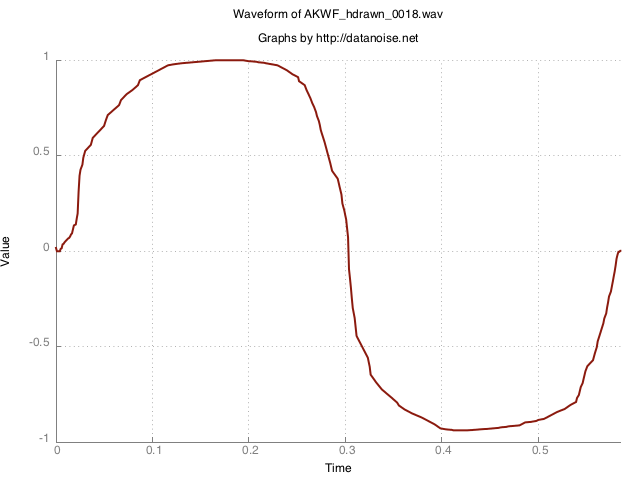 Waveform of AKWF_hdrawn_0018.wav
Graphs by http://datanoise.net
1
0.5
0
-0.5
-1
Value
0 0.1 0.2 0.3 0.4 0.5
Time